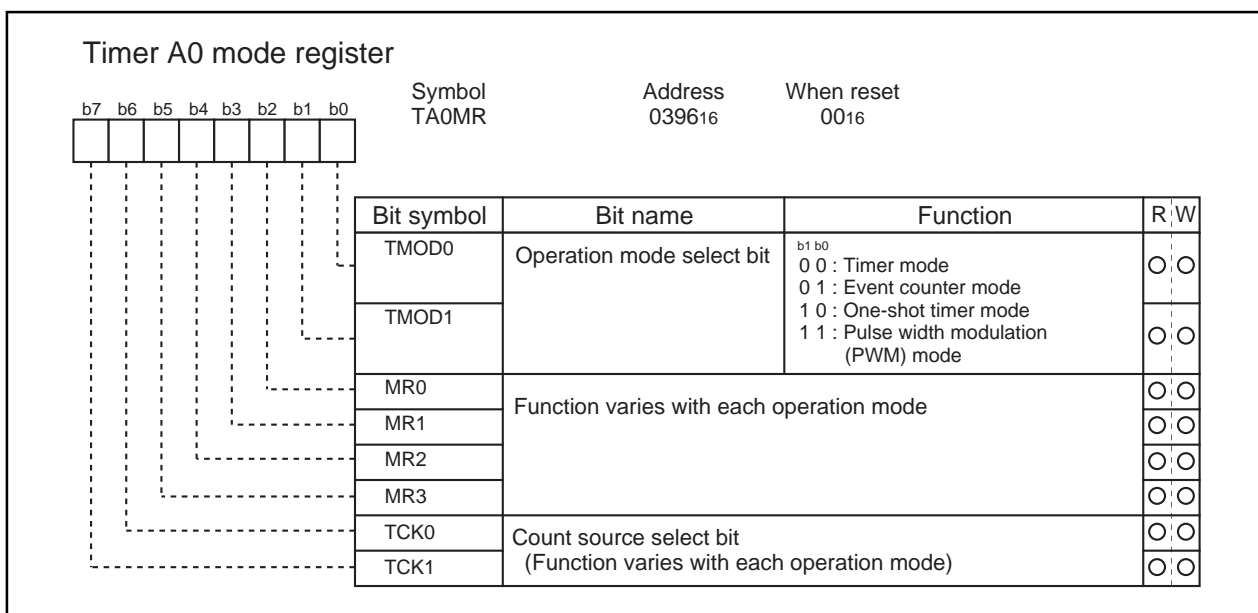 Timer A0 mode register
Symbol Address When reset
TA0MR 039616 0016
b7 b6 b5 b4 b3 b2 b1 b0
Bit symbol Bit name Function R W
TMOD0 Operation mode select bit b1 b0
0 0 : Timer mode
0 1 : Event counter mode
TMOD1 1 0 : One-shot timer mode
1 1 : Pulse width modulation
(PWM) mode
MR0 Function varies with each operation mode
MR1
MR2
MR3
TCK0 Count source select bit
TCK1 (Function varies with each operation mode)